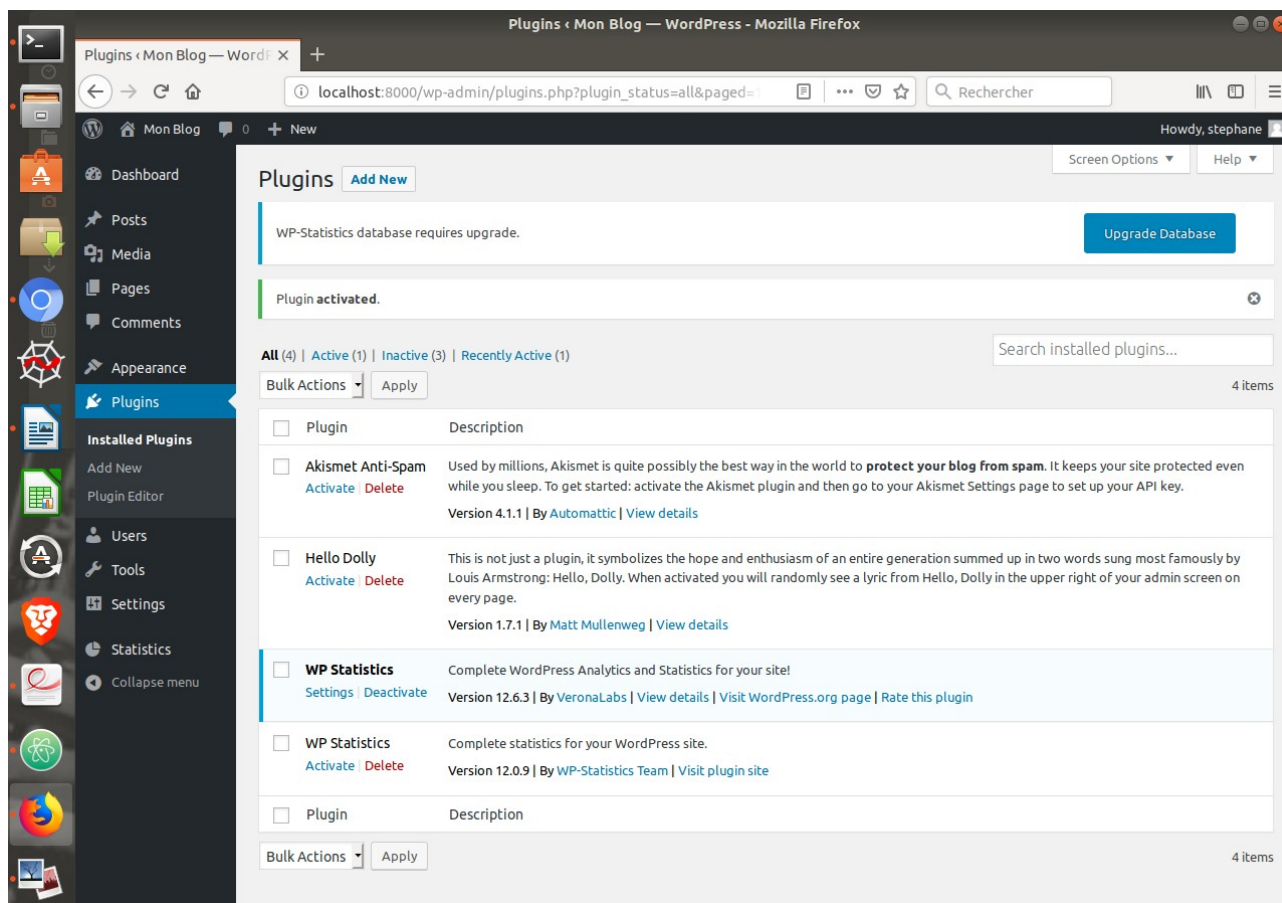 Plugins ‹ Mon Blog — WordPress - Mozilla Firefox
Plugins ‹ Mon Blog — WordP
localhost:8000/wp-admin/plugins.php?plugin_status=all&paged=1
Rechercher
Mon Blog 0 + New
Howdy, stephane
Screen Options
Help
Dashboard
Posts
Media
Pages
Comments
Appearance
Plugins
Installed Plugins
Add New
Plugin Editor
Users
Tools
Settings
Statistics
Collapse menu
Plugins Add New
WP-Statistics database requires upgrade.
Upgrade Database
Plugin activated.
All (4) | Active (1) | Inactive (3) | Recently Active (1)
Search installed plugins...
Bulk Actions Apply
4 items
Plugin Description
Akismet Anti-Spam
Activate | Delete
Used by millions, Akismet is quite possibly the best way in the world to protect your blog from spam. It keeps your site protected even
while you sleep. To get started: activate the Akismet plugin and then go to your Akismet Settings page to set up your API key.
Version 4.1.1 | By Automattic | View details
Hello Dolly
Activate | Delete
This is not just a plugin, it symbolizes the hope and enthusiasm of an entire generation summed up in two words sung most famously by
Louis Armstrong: Hello, Dolly. When activated you will randomly see a lyric from Hello, Dolly in the upper right of your admin screen on
every page.
Version 1.7.1 | By Matt Mullenweg | View details
WP Statistics
Settings | Deactivate
Complete WordPress Analytics and Statistics for your site!
Version 12.6.3 | By VeronaLabs | View details | Visit WordPress.org page | Rate this plugin
WP Statistics
Activate | Delete
Complete statistics for your WordPress site.
Version 12.0.9 | By WP-Statistics Team | Visit plugin site
Plugin Description
Bulk Actions Apply
4 items